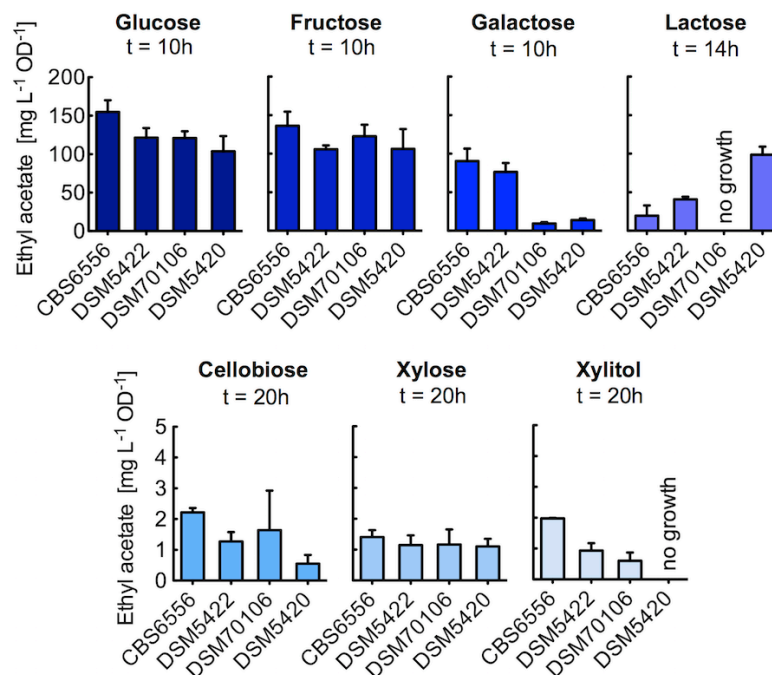 Glucose
t = 10h
Fructose
t = 10h
Galactose
t = 10h
Lactose
t = 14h
Ethyl acetate [mg L⁻¹ OD⁻¹]
200
150
100
50
0
no growth
CBS6556
DSM5422
DSM70106
DSM5420
CBS6556
DSM5422
DSM70106
DSM5420
CBS6556
DSM5422
DSM70106
DSM5420
CBS6556
DSM5422
DSM70106
DSM5420
Cellobiose
t = 20h
Xylose
t = 20h
Xylitol
t = 20h
Ethyl acetate [mg L⁻¹ OD⁻¹]
5
4
3
2
1
0
no growth
CBS6556
DSM5422
DSM70106
DSM5420
CBS6556
DSM5422
DSM70106
DSM5420
CBS6556
DSM5422
DSM70106
DSM5420